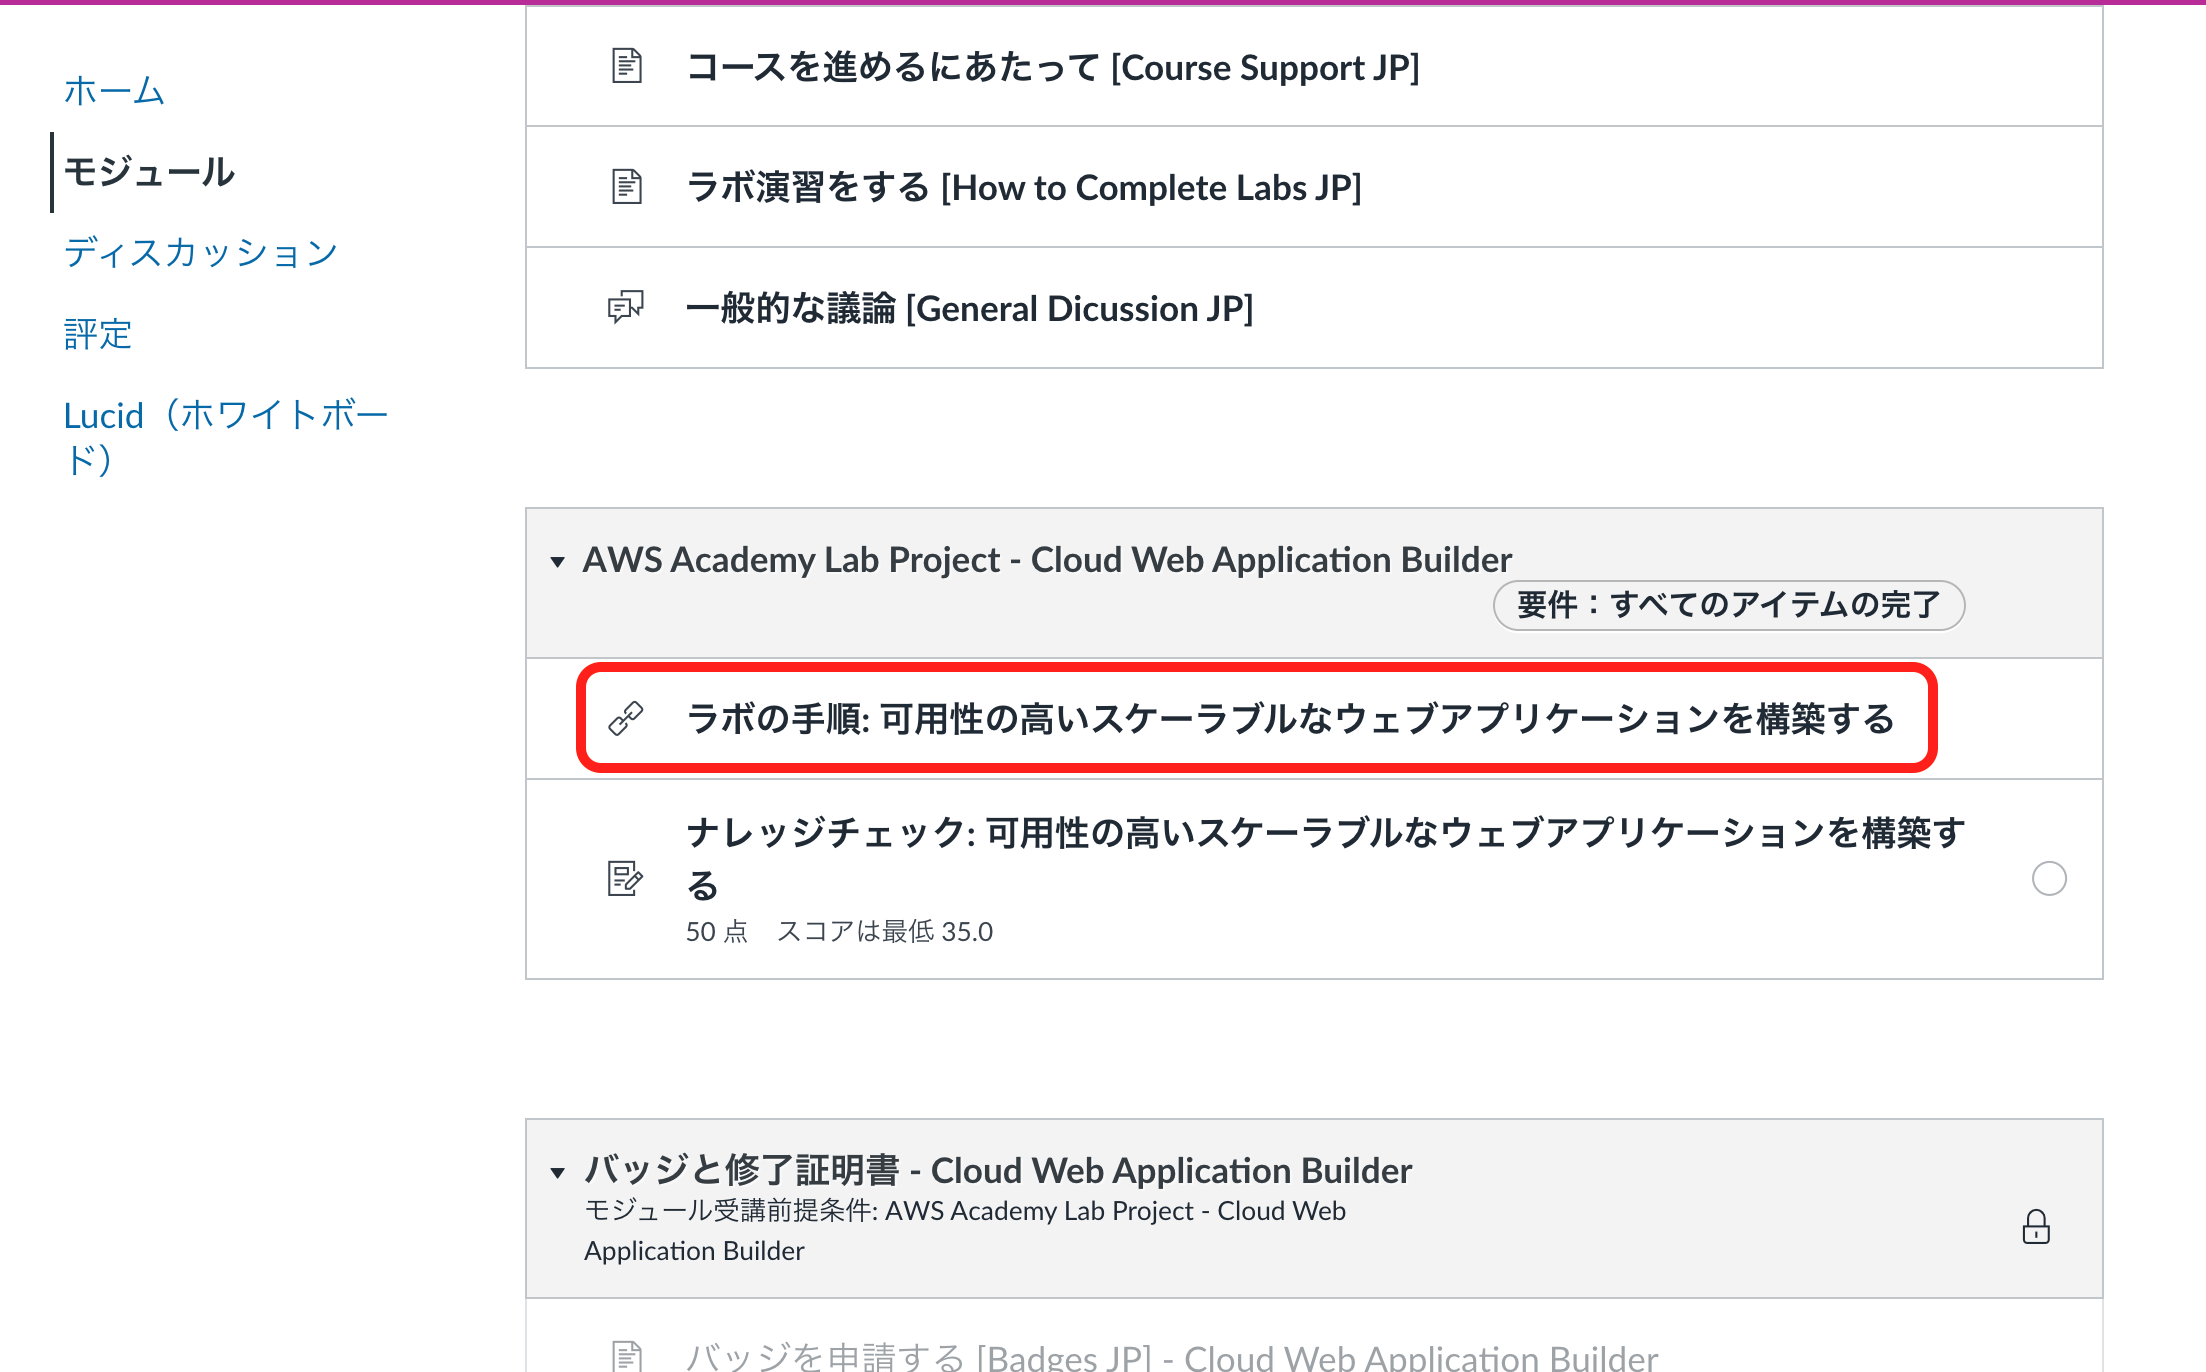 ホーム
モジュール
ディスカッション
評定
Lucid（ホワイトボー
ド）
コースを進めるにあたって [Course Support JP]
ラボ演習をする [How to Complete Labs JP]
一般的な議論 [General Dicussion JP]
AWS Academy Lab Project - Cloud Web Application Builder
要件：すべてのアイテムの完了
ラボの手順: 可用性の高いスケーラブルなウェブアプリケーションを構築する
ナレッジチェック: 可用性の高いスケーラブルなウェブアプリケーションを構築す
る
50 点 スコアは最低 35.0
バッジと修了証明書 - Cloud Web Application Builder
モジュール受講前提条件: AWS Academy Lab Project - Cloud Web
Application Builder
バッジを申請する [Badges JP] - Cloud Web Application Builder